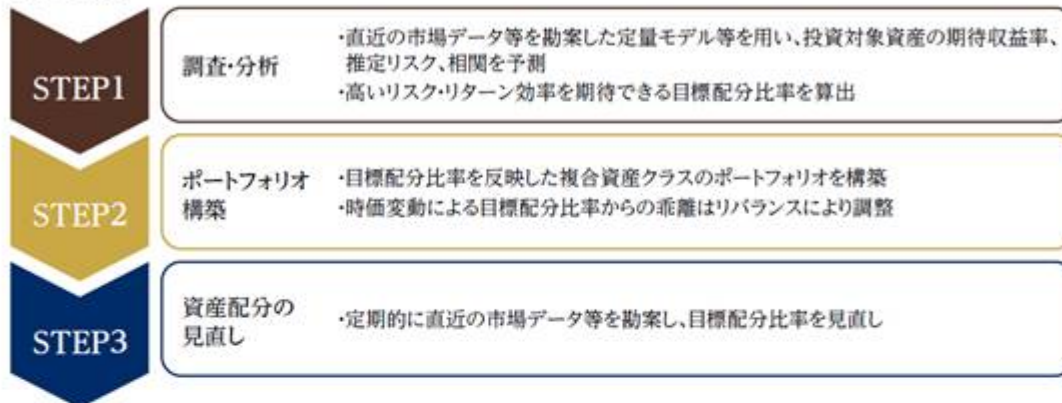 STEP1
調査・分析
・直近の市場データ等を勘案した定量モデル等を用い、投資対象資産の期待収益率、
推定リスク、相関を予測
・高いリスク・リターン効率を期待できる目標配分比率を算出
STEP2
ポートフォリオ
構築
・目標配分比率を反映した複合資産クラスのポートフォリオを構築
・時価変動による目標配分比率からの乖離はリバランスにより調整
STEP3
資産配分の
見直し
・定期的に直近の市場データ等を勘案し、目標配分比率を見直し